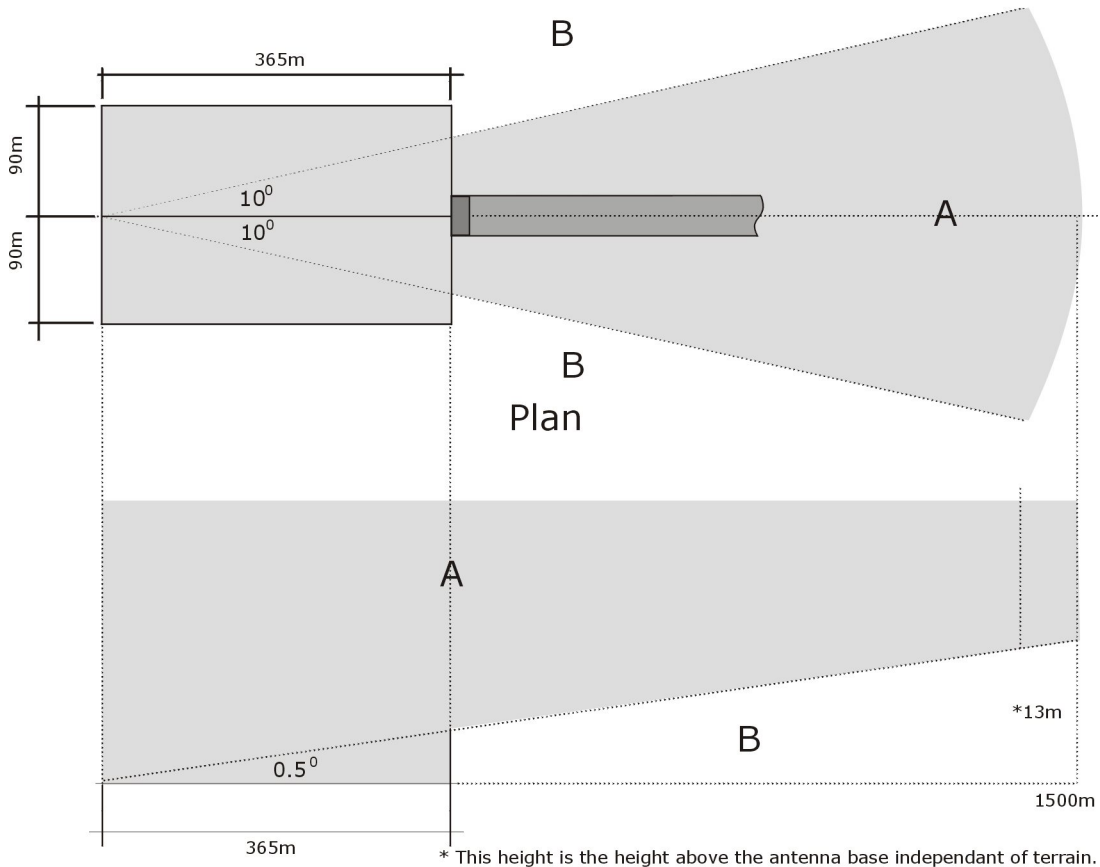 B
365m
90m
10⁰
10⁰
90m
A
B
Plan
A
*13m
B
0.5⁰
1500m
365m
* This height is the height above the antenna base independant of terrain.